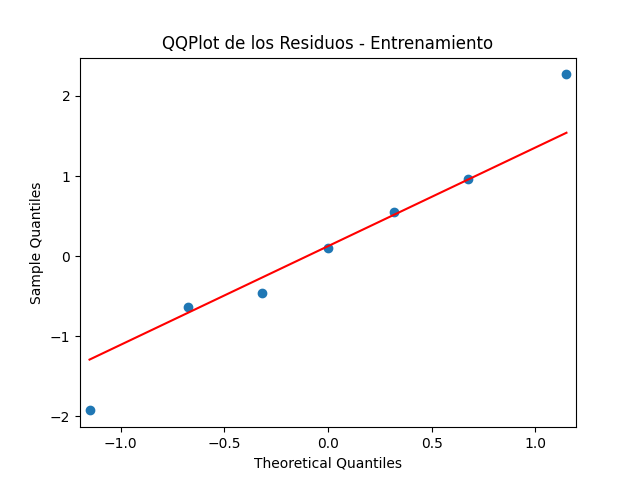 QQPlot de los Residuos - Entrenamiento
Sample Quantiles
2
1
0
−1
−2
−1.0 −0.5 0.0 0.5 1.0
Theoretical Quantiles